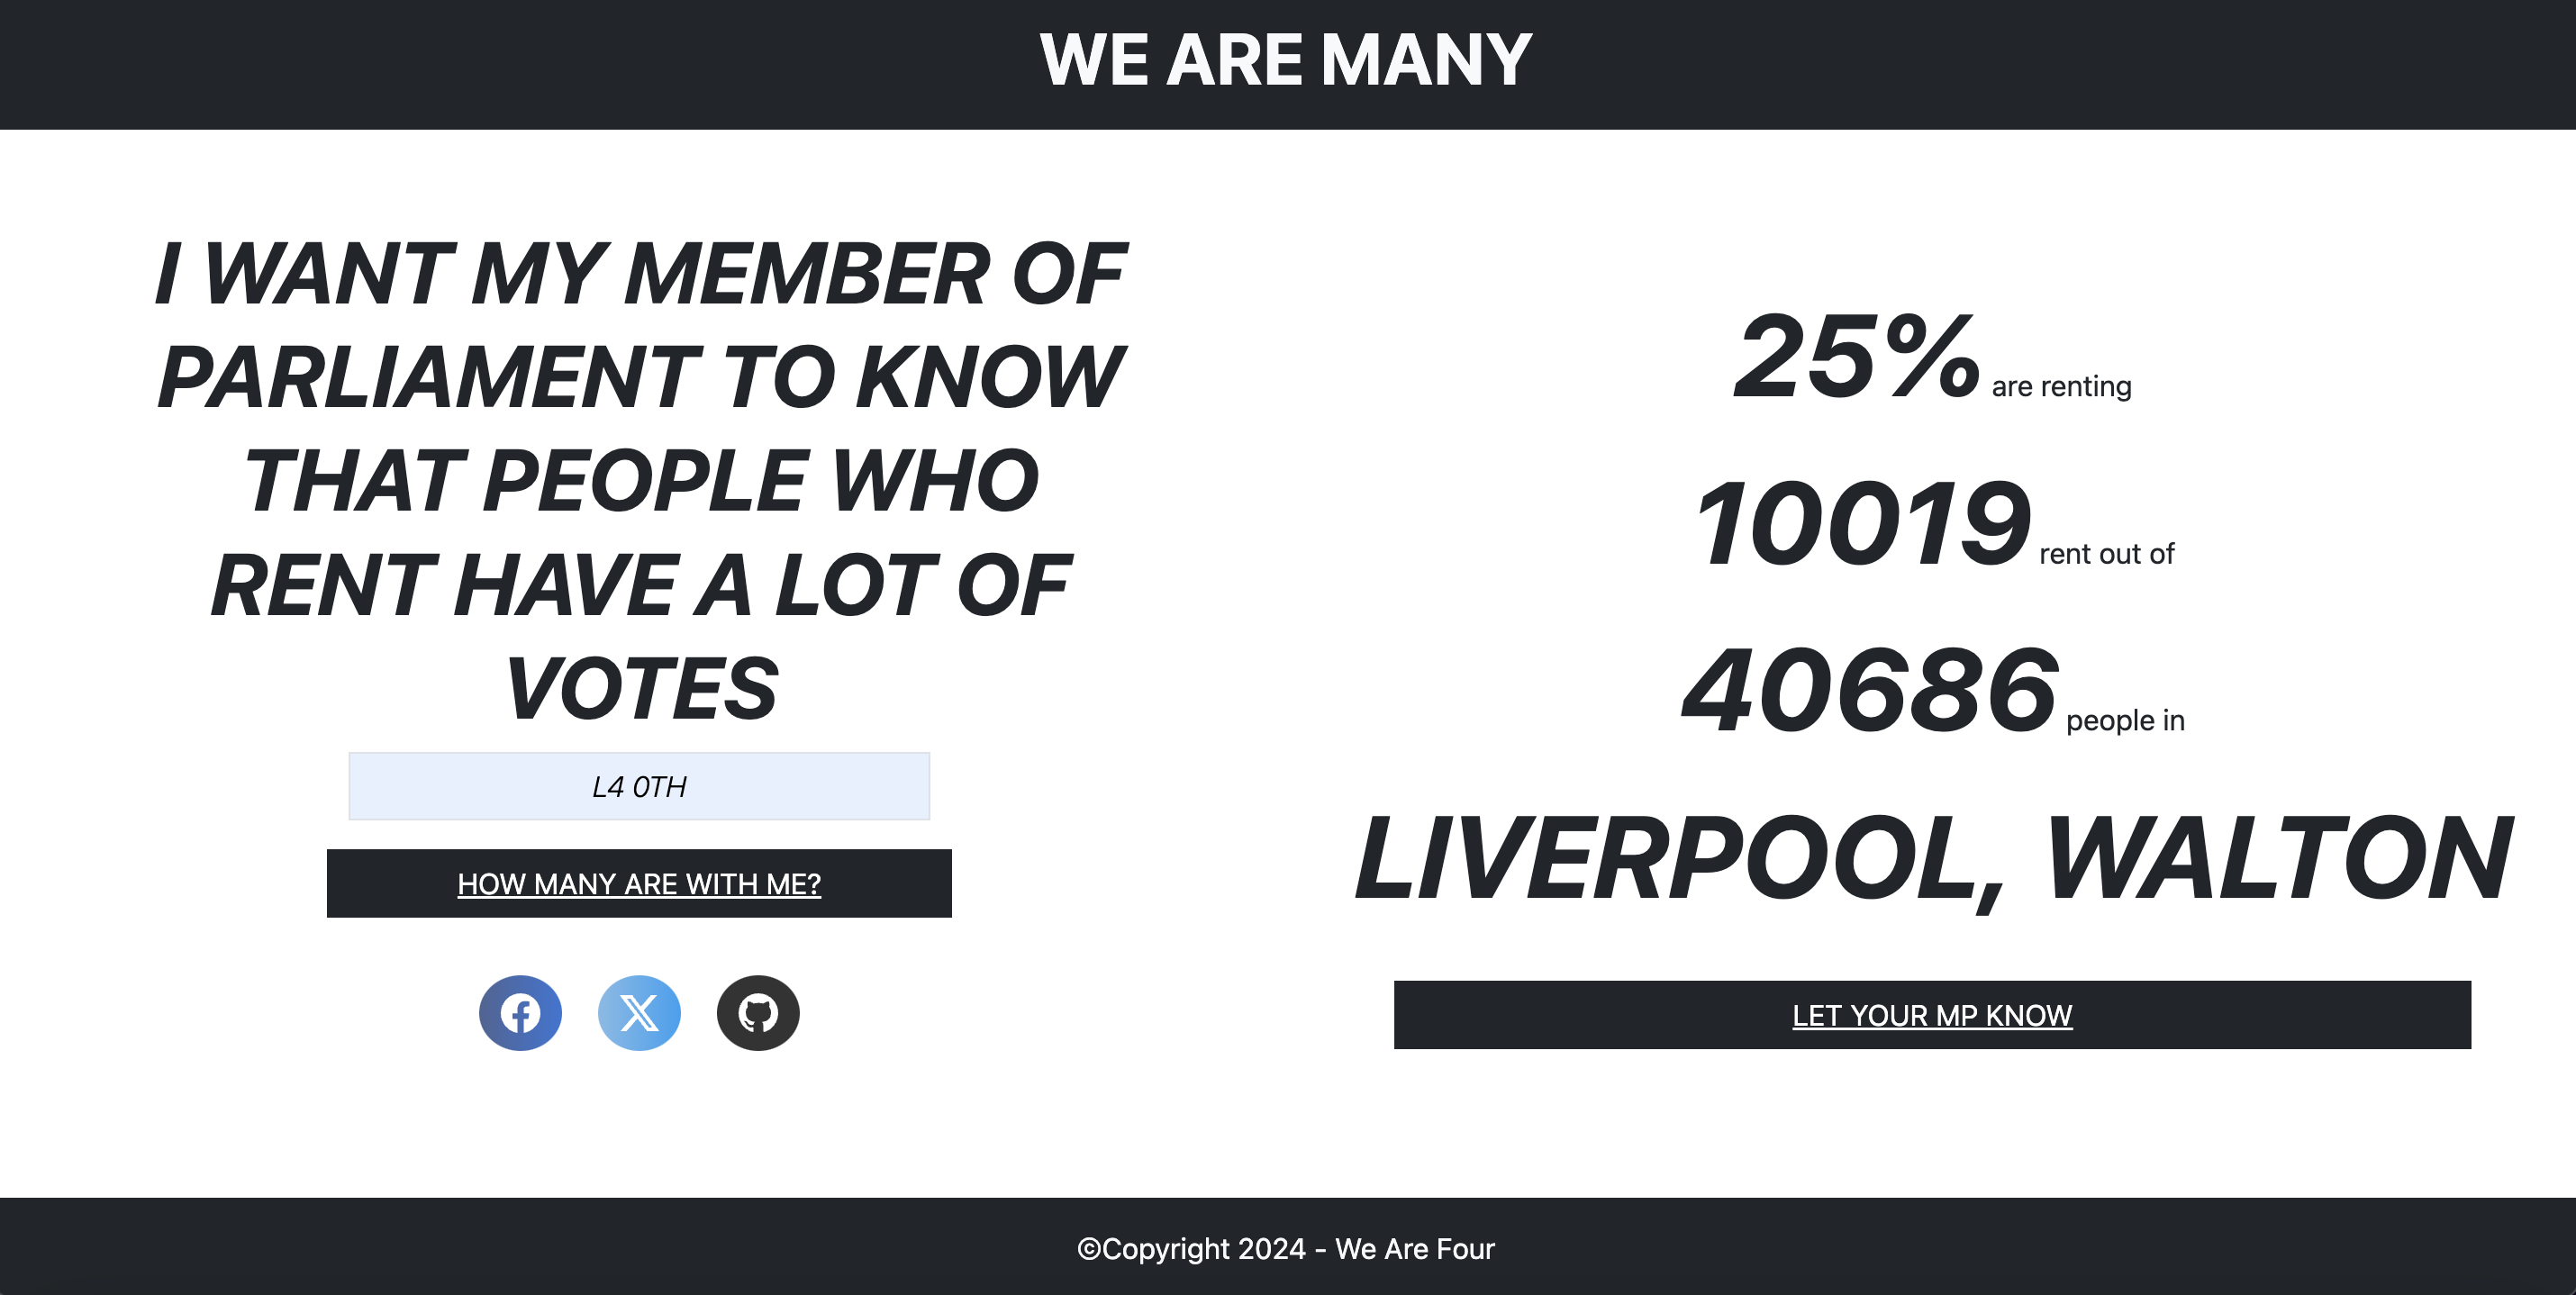 WE ARE MANY
I WANT MY MEMBER OF
PARLIAMENT TO KNOW
THAT PEOPLE WHO
RENT HAVE A LOT OF
VOTES
L4 0TH
HOW MANY ARE WITH ME?
25% are renting
10019 rent out of
40686 people in
LIVERPOOL, WALTON
LET YOUR MP KNOW
©Copyright 2024 - We Are Four